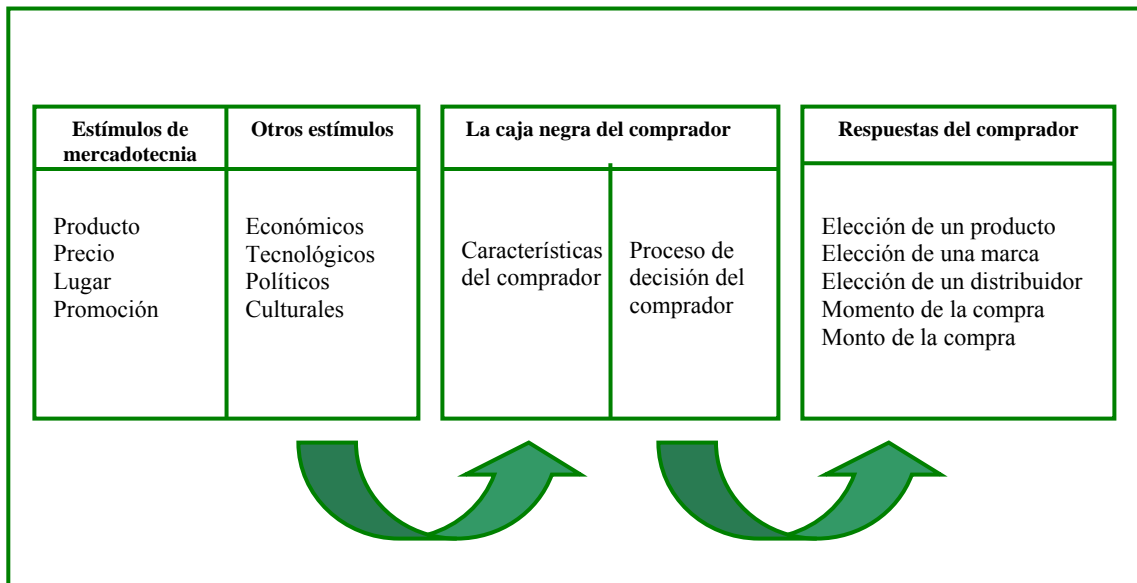 Estímulos de
mercadotecnia
Otros estímulos
La caja negra del comprador
Respuestas del comprador
Producto
Precio
Lugar
Promoción
Económicos
Tecnológicos
Políticos
Culturales
Características
del comprador
Proceso de
decisión del
comprador
Elección de un producto
Elección de una marca
Elección de un distribuidor
Momento de la compra
Monto de la compra